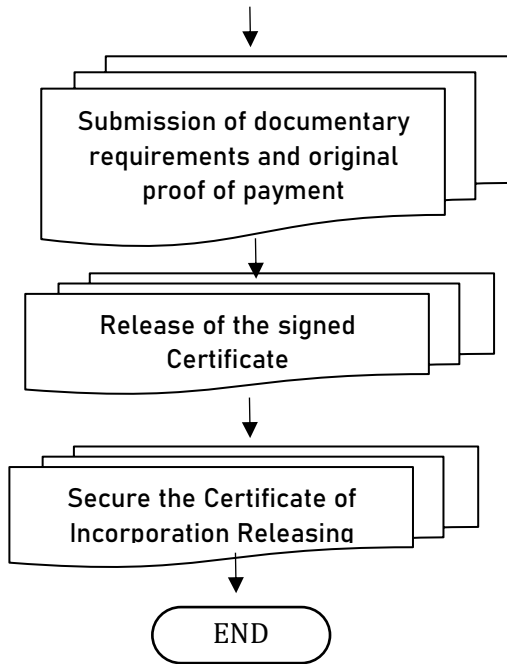 Submission of documentary
requirements and original
proof of payment
Release of the signed
Certificate
Secure the Certificate of
Incorporation Releasing
END